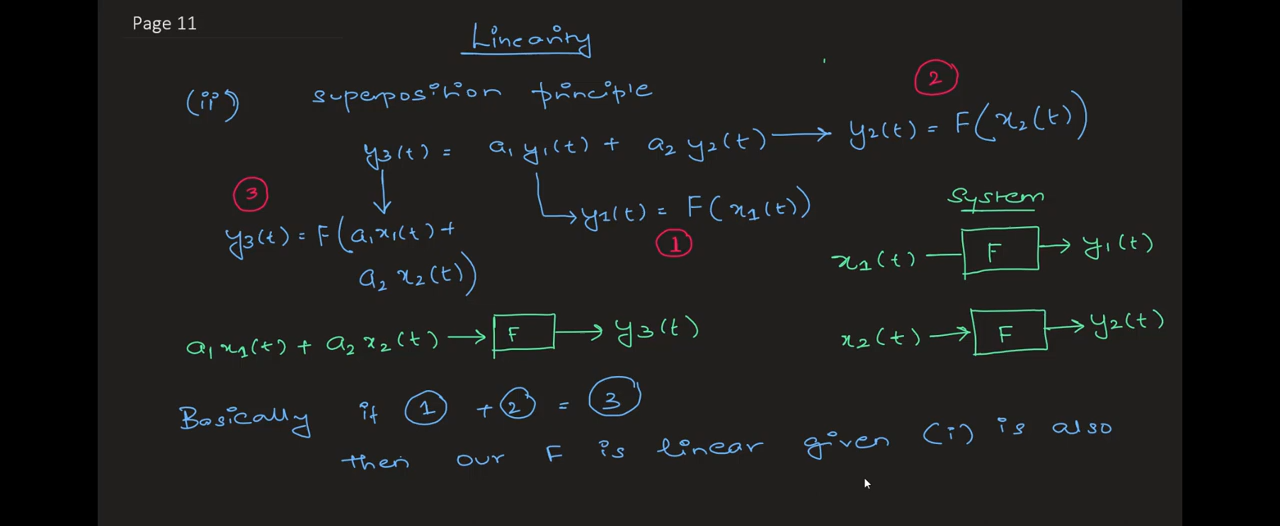 Page 11
Linearity
(ii) superposition principle
y3(t) = a1 y1(t) + a2 y2(t) → y2(t) = F(x2(t)) ②
↓
└→ y1(t) = F(x1(t)) ①
③ y3(t) = F(a1x1(t) +
a2 x2(t))
System
x1(t) — F → y1(t)
x2(t) → F → y2(t)
a1 x1(t) + a2 x2(t) → F → y3(t)
Basically if ① + ② = ③
then our F is linear given (i) is also